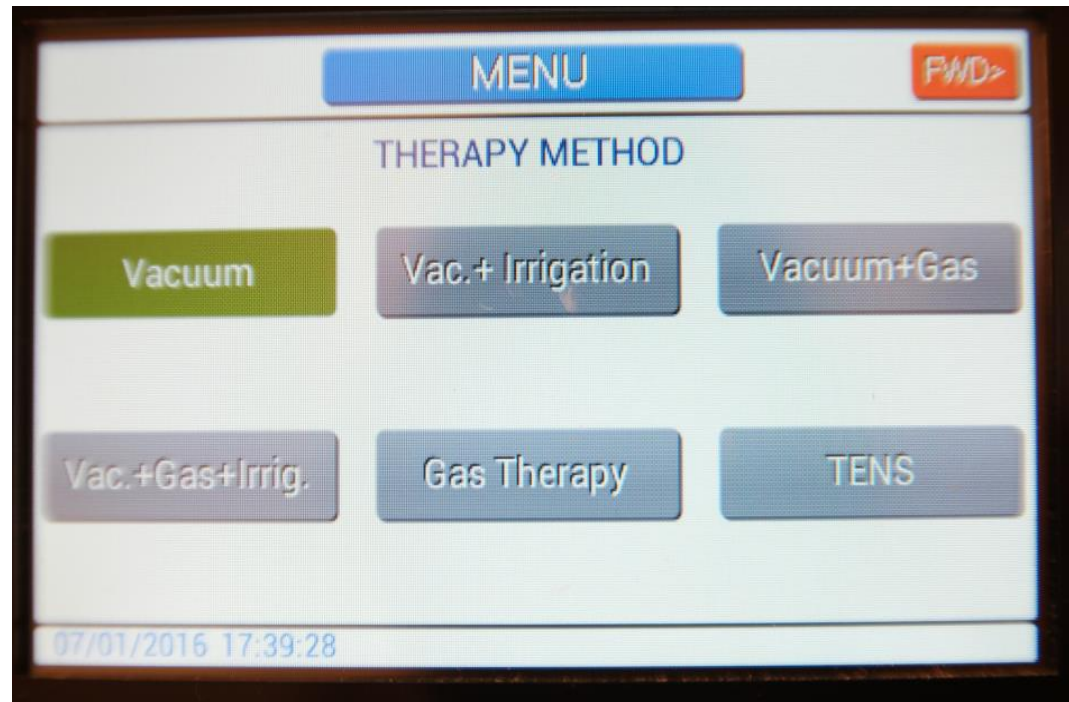 MENU
FWD>
THERAPY METHOD
Vacuum
Vac.+ Irrigation
Vacuum+Gas
Vac.+Gas+Irrig.
Gas Therapy
TENS
07/01/2016 17:39:28